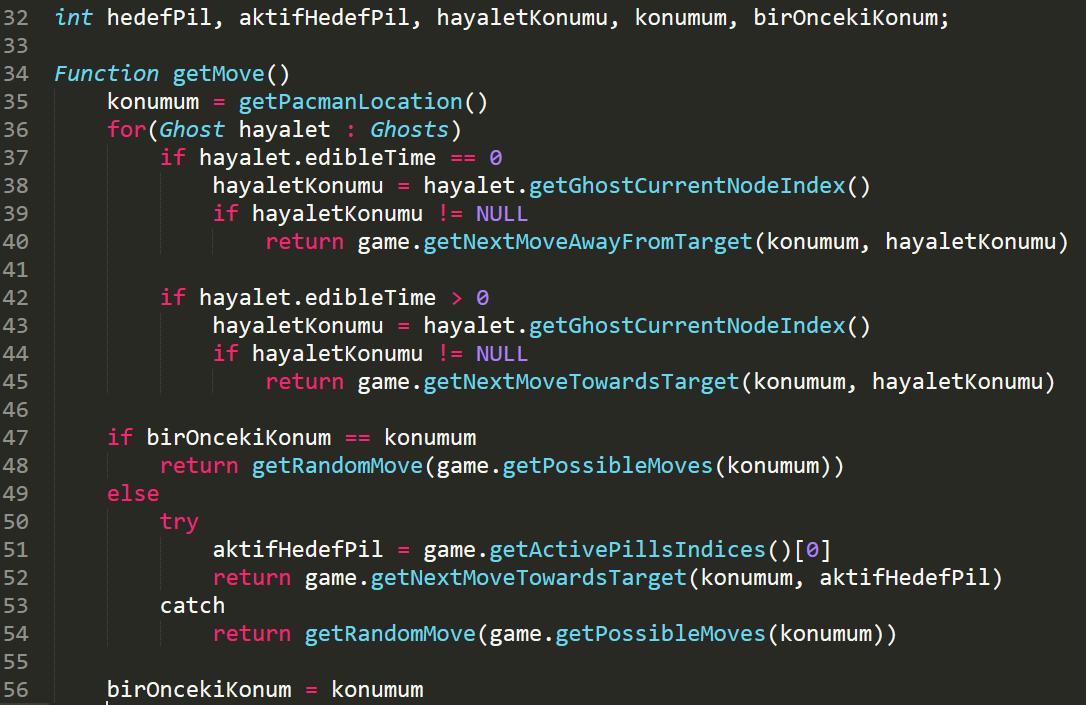 32 int hedefPil, aktifHedefPil, hayaletKonumu, konumum, birOncekiKonum;
33
34 Function getMove()
35     konumum = getPacmanLocation()
36     for(Ghost hayalet : Ghosts)
37         if hayalet.edibleTime == 0
38             hayaletKonumu = hayalet.getGhostCurrentNodeIndex()
39             if hayaletKonumu != NULL
40                 return game.getNextMoveAwayFromTarget(konumum, hayaletKonumu)
41
42         if hayalet.edibleTime > 0
43             hayaletKonumu = hayalet.getGhostCurrentNodeIndex()
44             if hayaletKonumu != NULL
45                 return game.getNextMoveTowardsTarget(konumum, hayaletKonumu)
46
47     if birOncekiKonum == konumum
48         return getRandomMove(game.getPossibleMoves(konumum))
49     else
50         try
51             aktifHedefPil = game.getActivePillsIndices()[0]
52             return game.getNextMoveTowardsTarget(konumum, aktifHedefPil)
53         catch
54             return getRandomMove(game.getPossibleMoves(konumum))
55
56     birOncekiKonum = konumum